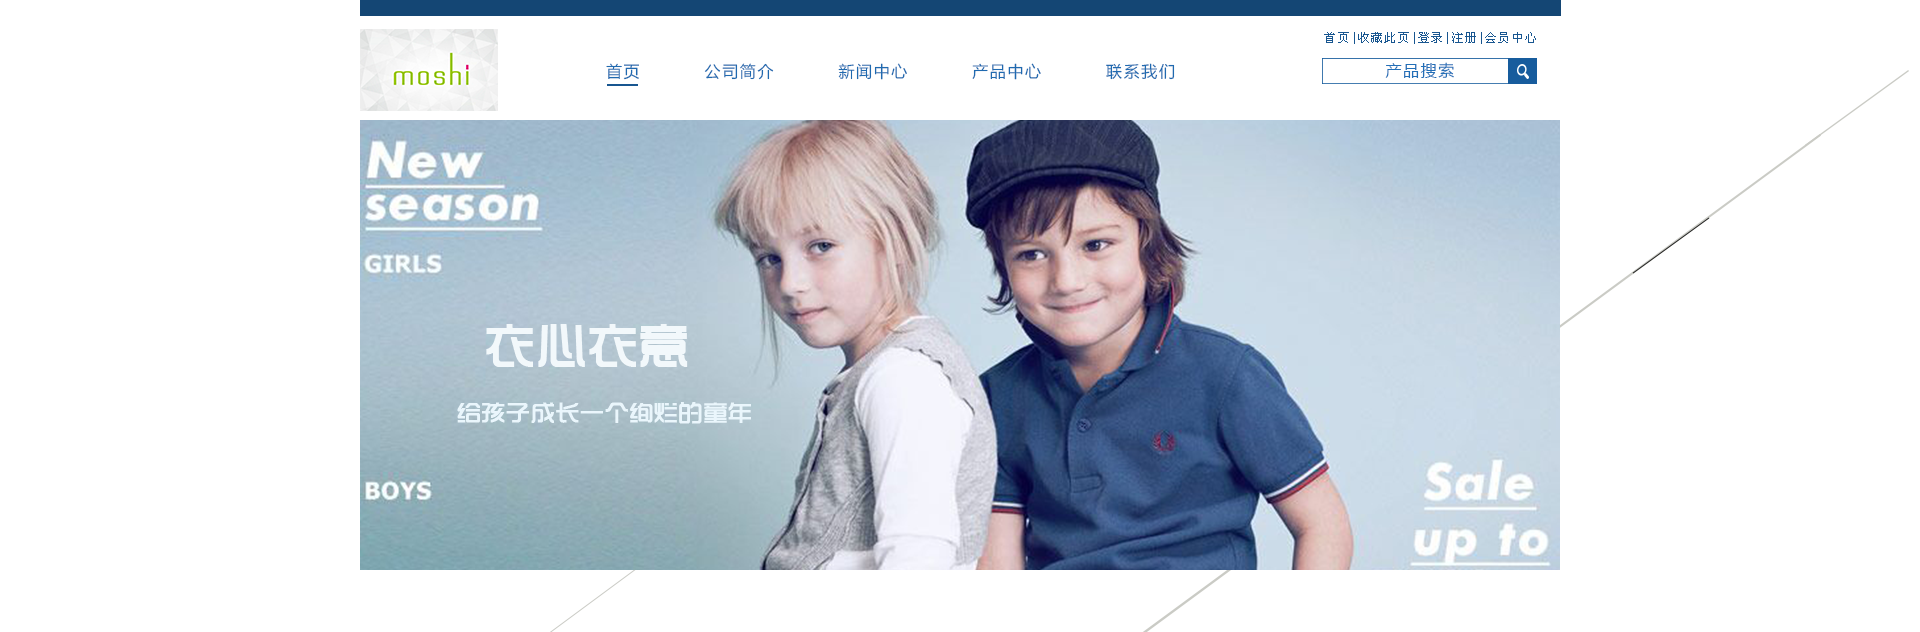 首页 |收藏此页 |登录 |注册 |会员中心
moshi
首页 公司简介 新闻中心 产品中心 联系我们
产品搜索
New
season
GIRLS
衣心衣意
给孩子成长一个绚烂的童年
BOYS
Sale
up to